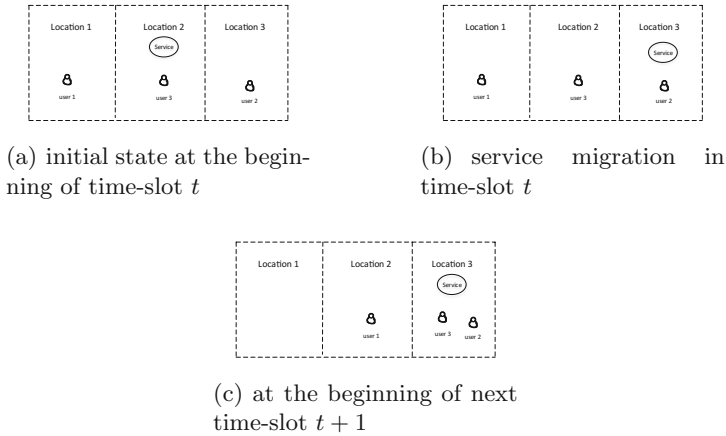 Location 1 Location 2 Location 3
Service
user 1 user 3 user 2
(a) initial state at the begin-
ning of time-slot t
Location 1 Location 2 Location 3
Service
user 1 user 3 user 2
(b) service migration in
time-slot t
Location 1 Location 2 Location 3
Service
user 1 user 3 user 2
(c) at the beginning of next
time-slot t + 1